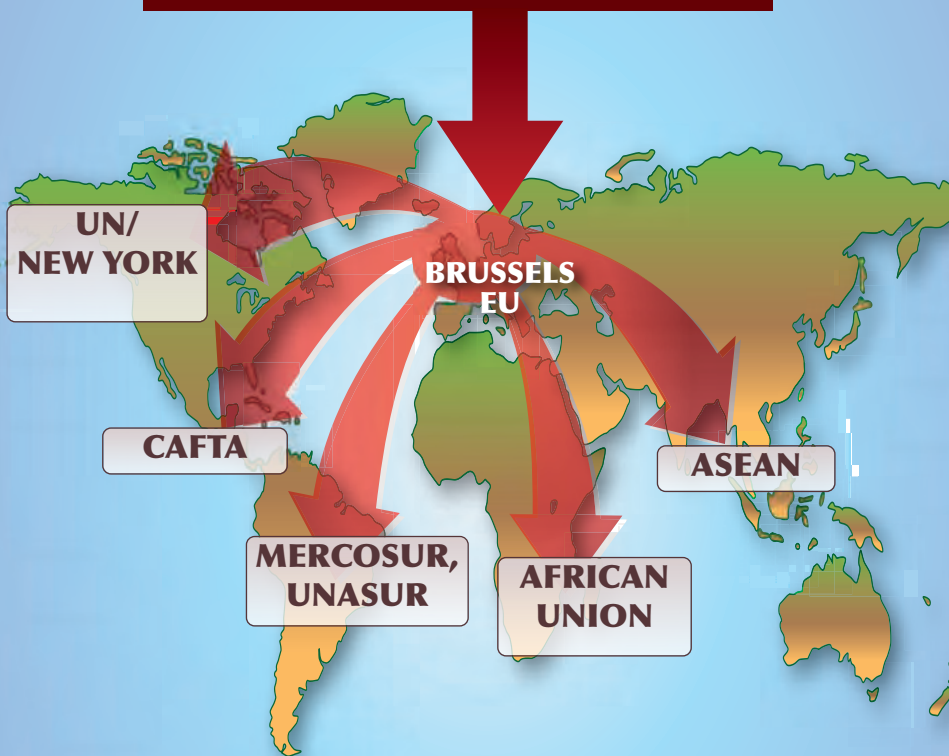 UN/
NEW YORK
BRUSSELS
EU
CAFTA
ASEAN
MERCOSUR,
UNASUR
AFRICAN
UNION